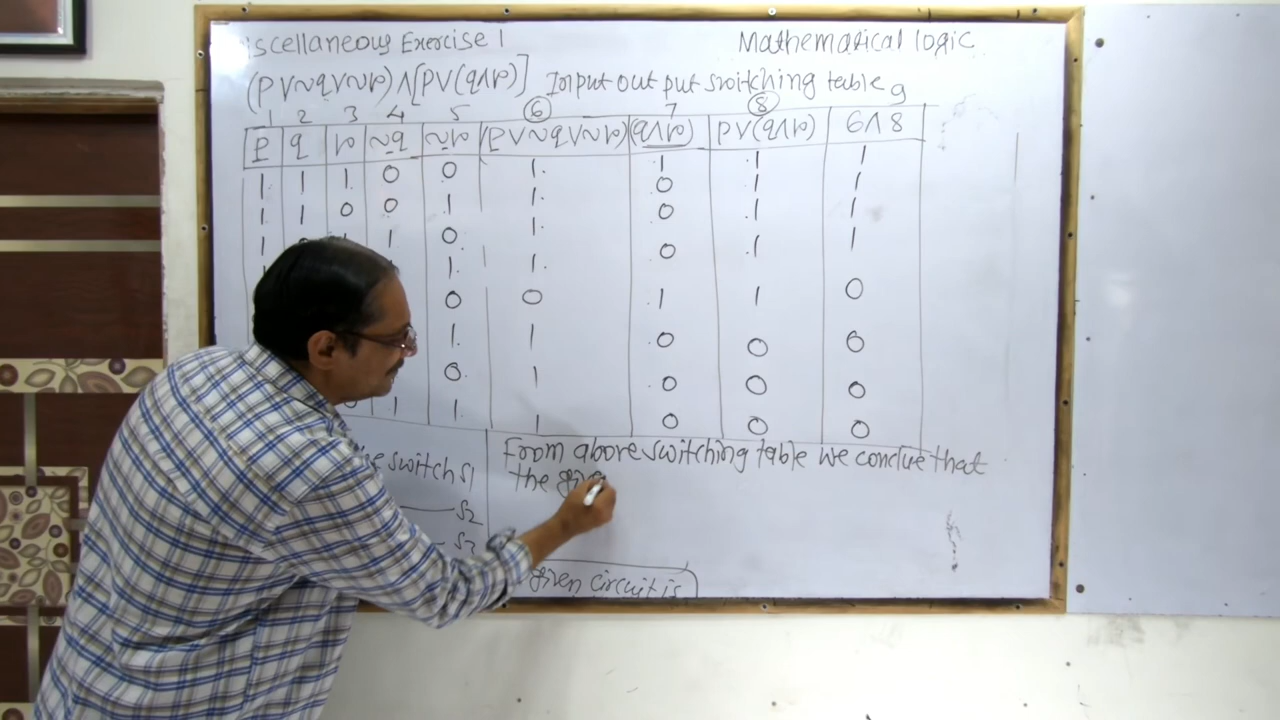 iscellaneous Exercise 1 Mathematical logic
(p∨~q∨~r)∧[p∨(q∧r)] Input out put switching table
1 2 3 4 5 6 7 8
p q r ~q ~r (p∨~q∨~r) (q∧r) p∨(q∧r) 6∧8
1 1 1 0 0 1 1 1 1
1 1 0 0 1 1 0 1 1
1 1 0 1 0 1 1
1 1 0 1 1
0 0 1 1 0
1 1 0 0 0
0 1 0 0 0
0 1 1 1 0 0 0
From above switching table we conclue that
the give
switch S1
S2
S3
given circuit is